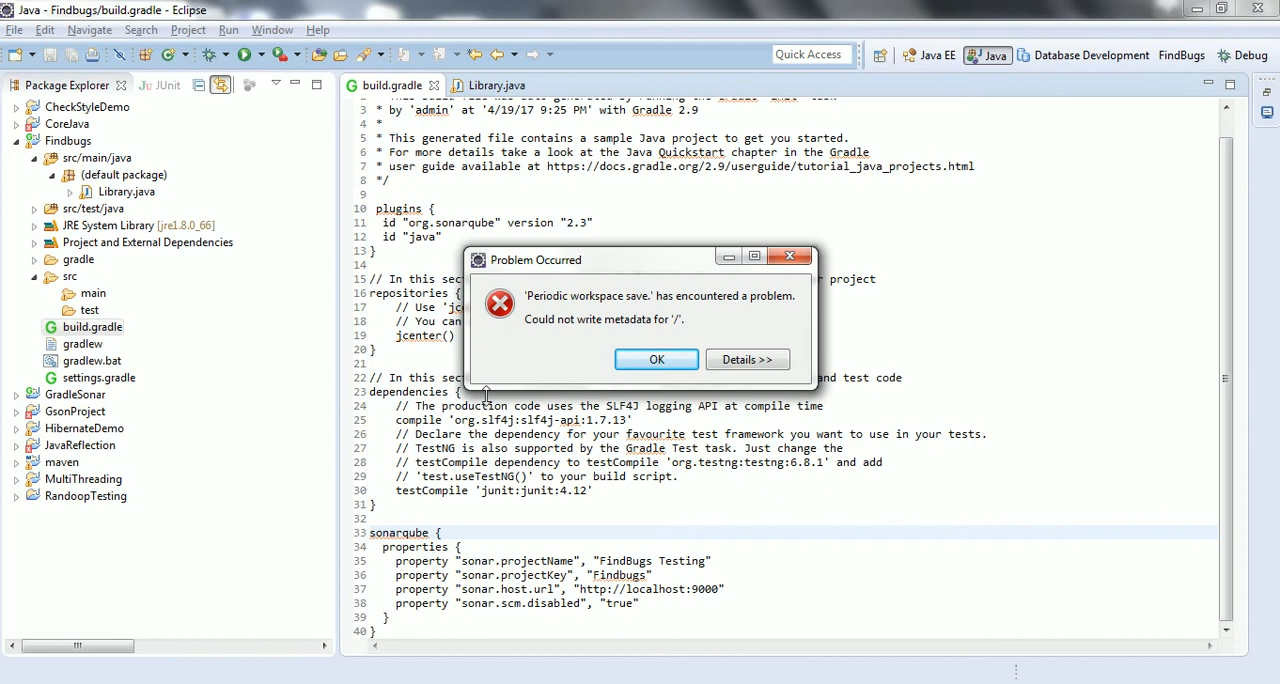 Java - Findbugs/build.gradle - Eclipse
File Edit Navigate Search Project Run Window Help
Quick Access Java EE Java Database Development FindBugs Debug
Package Explorer JUnit
CheckStyleDemo
CoreJava
Findbugs
src/main/java
(default package)
Library.java
src/test/java
JRE System Library [jre1.8.0_66]
Project and External Dependencies
gradle
src
main
test
build.gradle
gradlew
gradlew.bat
settings.gradle
GradleSonar
GsonProject
HibernateDemo
JavaReflection
maven
MultiThreading
RandoopTesting
build.gradle Library.java
3 * by 'admin' at '4/19/17 9:25 PM' with Gradle 2.9
4 *
5 * This generated file contains a sample Java project to get you started.
6 * For more details take a look at the Java Quickstart chapter in the Gradle
7 * user guide available at https://docs.gradle.org/2.9/userguide/tutorial_java_projects.html
8 */
9
10 plugins {
11 id "org.sonarqube" version "2.3"
12 id "java"
13 }
14
15 // In this sec r project
16 repositories {
17 // Use 'jc
18 // You can
19 jcenter()
20 }
21
22 // In this sec and test code
23 dependencies {
24 // The production code uses the SLF4J logging API at compile time
25 compile 'org.slf4j:slf4j-api:1.7.13'
26 // Declare the dependency for your favourite test framework you want to use in your tests.
27 // TestNG is also supported by the Gradle Test task. Just change the
28 // testCompile dependency to testCompile 'org.testng:testng:6.8.1' and add
29 // 'test.useTestNG()' to your build script.
30 testCompile 'junit:junit:4.12'
31 }
32
33 sonarqube {
34 properties {
35 property "sonar.projectName", "FindBugs Testing"
36 property "sonar.projectKey", "Findbugs"
37 property "sonar.host.url", "http://localhost:9000"
38 property "sonar.scm.disabled", "true"
39 }
40 }
Problem Occurred
'Periodic workspace save.' has encountered a problem.
Could not write metadata for '/'.
OK Details >>